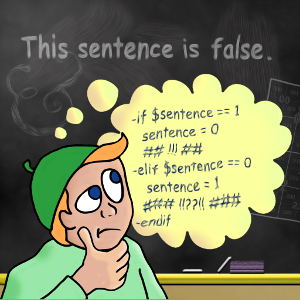 This sentence is false.
-if $sentence == 1
sentence = 0
## !!! ##
-elif $sentence == 0
sentence = 1
### !!??!! ###
-endif